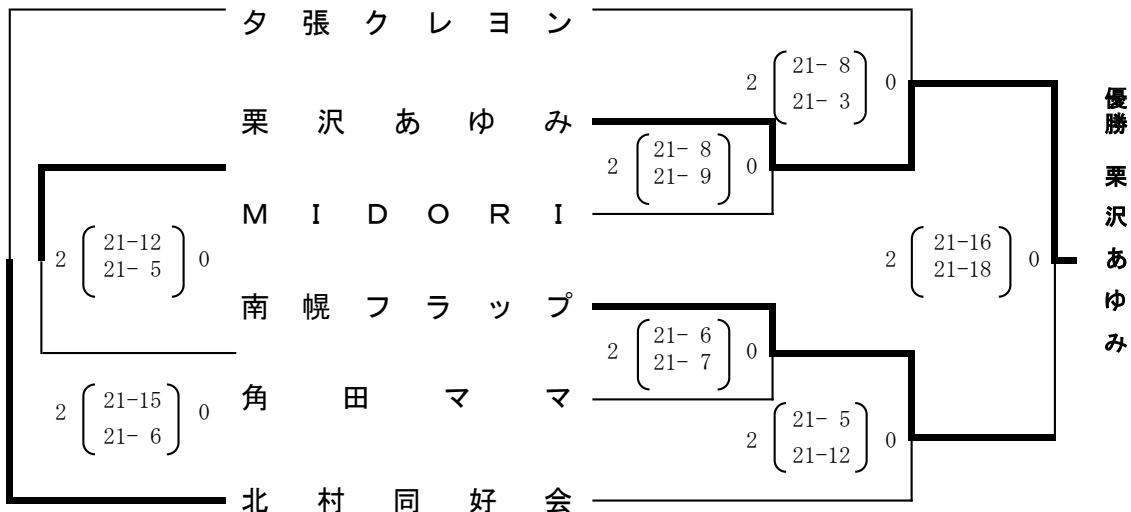 夕張クレヨン
2 21- 8 0
21- 3
栗沢あゆみ
2 21- 8 0
21- 9
MIDORI
2 21-12 0
21- 5
2 21-16 0
21-18
優勝 栗沢あゆみ
南幌フラップ
2 21- 6 0
21- 7
角田ママ
2 21-15 0
21- 6
2 21- 5 0
21-12
北村同好会